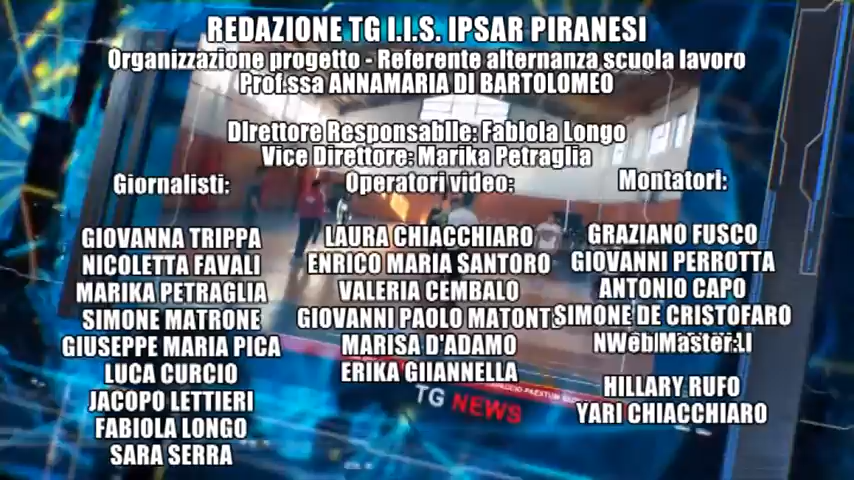 REDAZIONE TG I.I.S. IPSAR PIRANESI
Organizzazione progetto - Referente alternanza scuola lavoro
Prof.ssa ANNAMARIA DI BARTOLOMEO
Direttore Responsabile: Fabiola Longo
Vice Direttore: Marika Petraglia
Giornalisti:
GIOVANNA TRIPPA
NICOLETTA FAVALI
MARIKA PETRAGLIA
SIMONE MATRONE
GIUSEPPE MARIA PICA
LUCA CURCIO
JACOPO LETTIERI
FABIOLA LONGO
SARA SERRA
Operatori video:
LAURA CHIACCHIARO
ENRICO MARIA SANTORO
VALERIA CEMBALO
GIOVANNI PAOLO
MARISA D'ADAMO
ERIKA GIIANNELLA
Montatori:
GRAZIANO FUSCO
GIOVANNI PERROTTA
ANTONIO CAPO
SIMONE DE CRISTOFARO
HILLARY RUFO
YARI CHIACCHIARO
TG NEWS